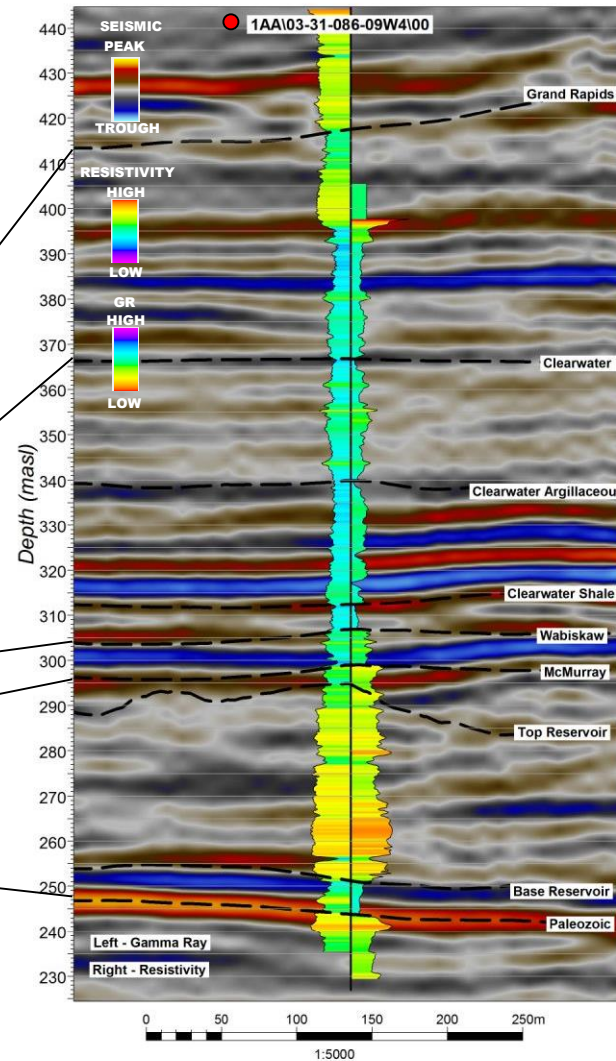 1AA\03-31-086-09W4\00
SEISMIC
PEAK
TROUGH
RESISTIVITY
HIGH
LOW
GR
HIGH
LOW
Depth (masl)
440
430
420
410
400
390
380
370
360
350
340
330
320
310
300
290
280
270
260
250
240
230
Grand Rapids
Clearwater
Clearwater Argillaceou
Clearwater Shale
Wabiskaw
McMurray
Top Reservoir
Base Reservoir
Paleozoic
Left - Gamma Ray
Right - Resistivity
0 50 100 150 200 250m
1:5000